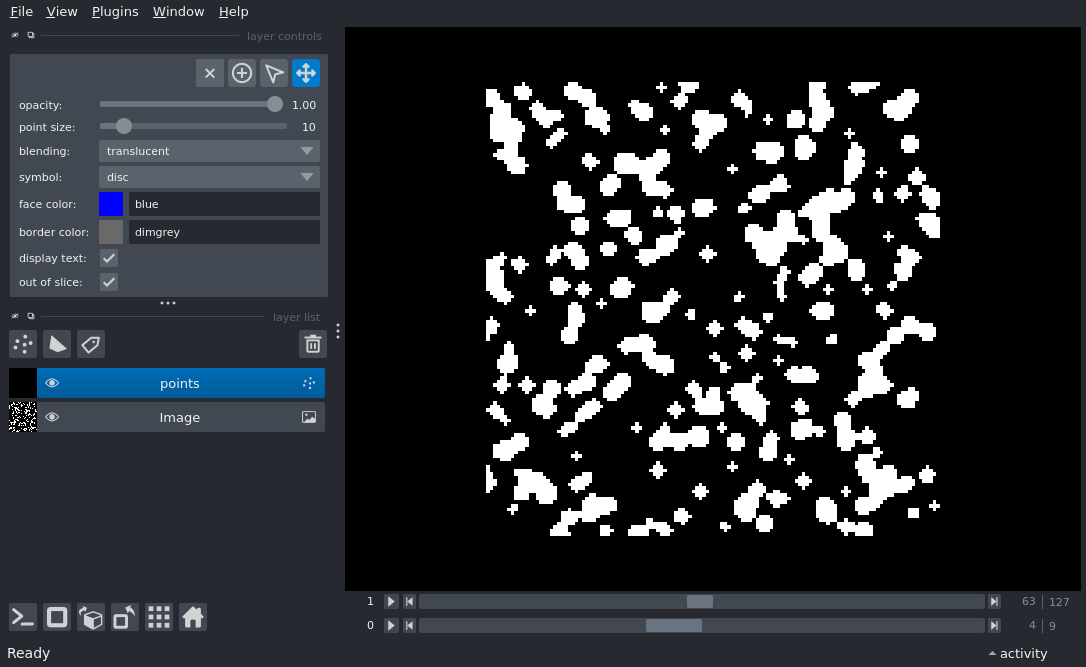 File View Plugins Window Help
layer controls
opacity: 1.00
point size: 10
blending: translucent
symbol: disc
face color: blue
border color: dimgrey
display text:
out of slice:
layer list
points
Image
1 63 | 127
0 4 | 9
Ready activity